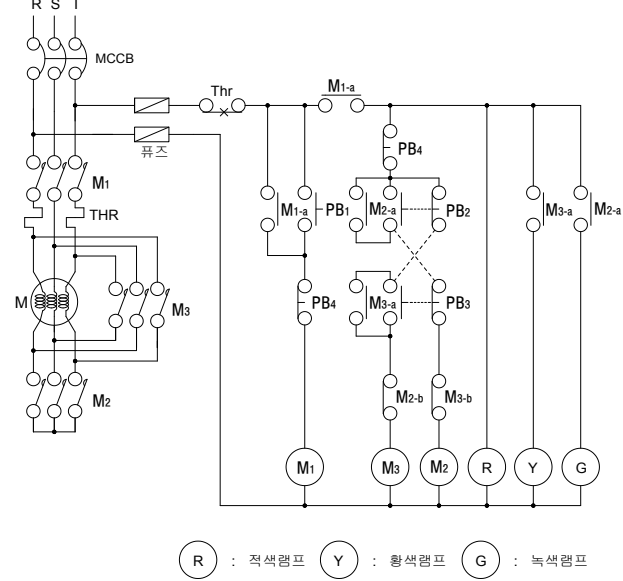 R S T
MCCB
Thr
M1-a
퓨즈
PB4
M1
M1-a
PB1
M2-a
PB2
M3-a
M2-a
THR
M
M3
PB4
M3-a
PB3
M2
M2-b
M3-b
M1
M3
M2
R
Y
G
R : 적색램프 Y : 황색램프 G : 녹색램프